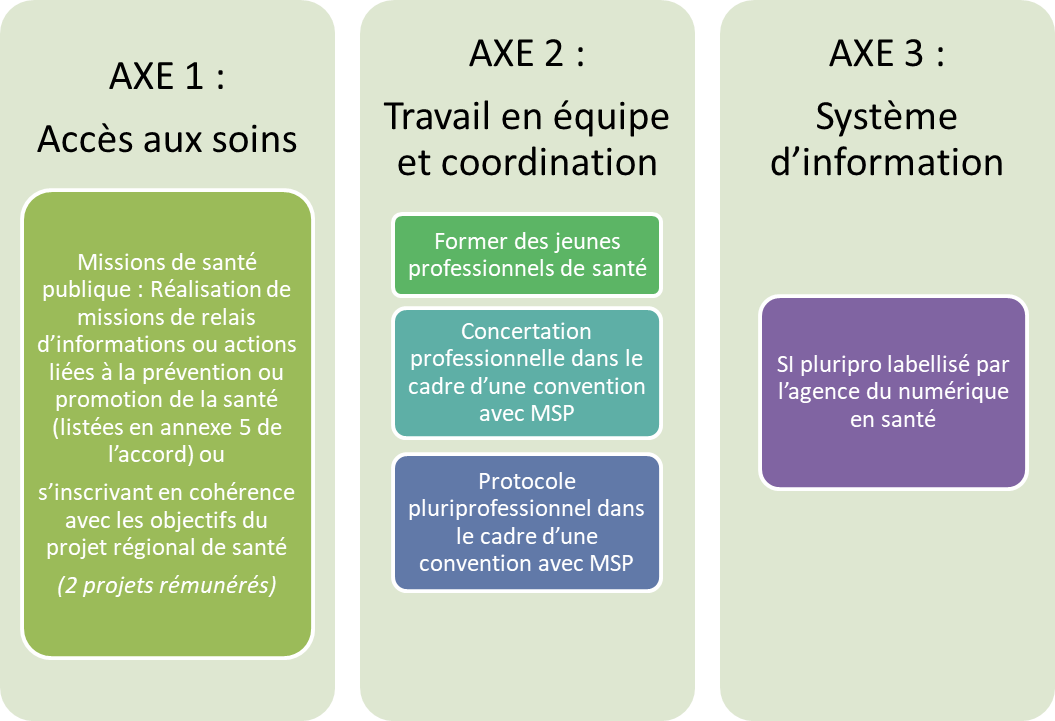 AXE 1 :
Accès aux soins
Missions de santé
publique : Réalisation de
missions de relais
d’informations ou actions
liées à la prévention ou
promotion de la santé
(listées en annexe 5 de
l’accord) ou
s’inscrivant en cohérence
avec les objectifs du
projet régional de santé
(2 projets rémunérés)
AXE 2 :
Travail en équipe
et coordination
Former des jeunes
professionnels de santé
Concertation
professionnelle dans le
cadre d’une convention
avec MSP
Protocole
pluriprofessionnel dans
le cadre d’une
convention avec MSP
AXE 3 :
Système
d’information
SI pluripro labellisé par
l’agence du numérique
en santé